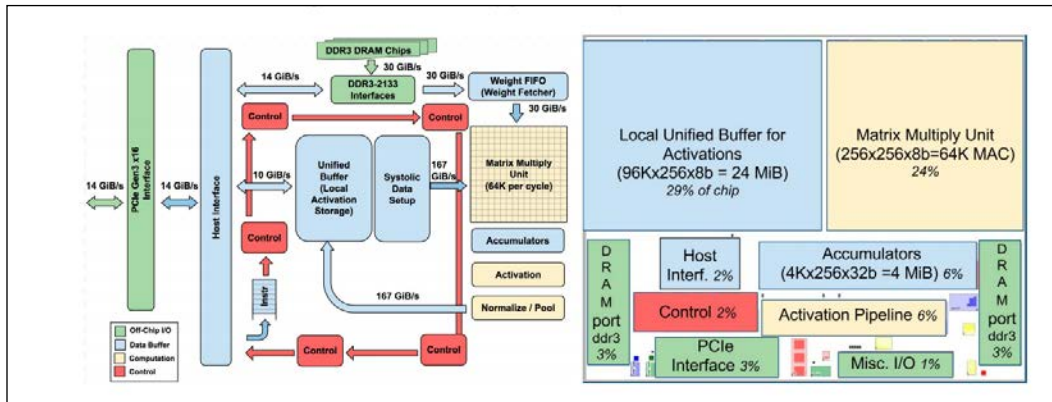 DDR3 DRAM Chips
30 GiB/s
14 GiB/s
DDR3-2133
Interfaces
30 GiB/s
Weight FIFO
(Weight Fetcher)
30 GiB/s
Control
Control
PCIe Gen3 x16
Interface
Host Interface
14 GiB/s
14 GiB/s
10 GiB/s
Unified
Buffer
(Local
Activation
Storage)
Systolic
Data
Setup
167
GiB/s
Matrix Multiply
Unit
(64K per cycle)
Control
Accumulators
Activation
Instr
167 GiB/s
Normalize / Pool
Off-Chip I/O
Data Buffer
Computation
Control
Control
Control
Local Unified Buffer for
Activations
(96Kx256x8b = 24 MiB)
29% of chip
Matrix Multiply Unit
(256x256x8b=64K MAC)
24%
D
R
A
M
port
ddr3
3%
Host
Interf. 2%
Accumulators
(4Kx256x32b =4 MiB) 6%
D
R
A
M
port
ddr3
3%
Control 2%
Activation Pipeline 6%
PCIe
Interface 3%
Misc. I/O 1%